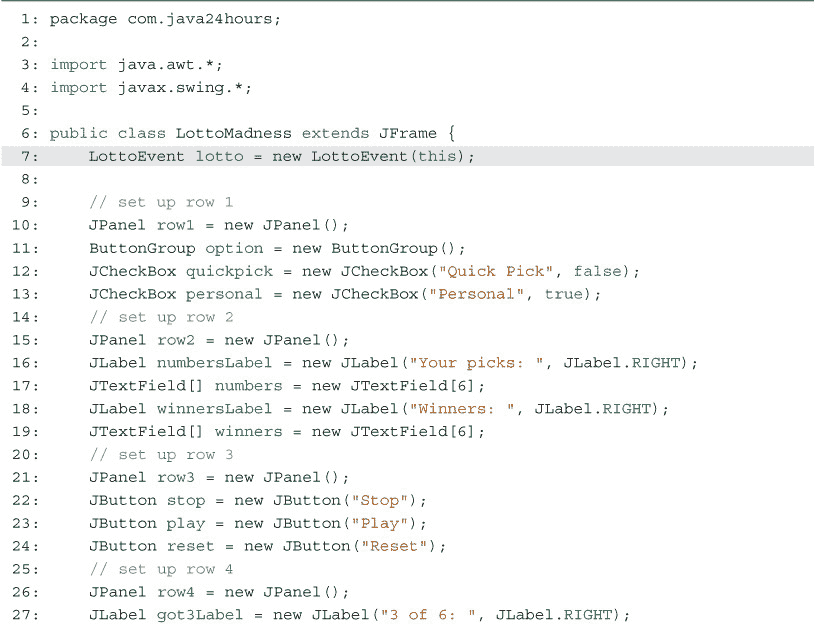 1: package com.java24hours;
2:
3: import java.awt.*;
4: import javax.swing.*;
5:
6: public class LottoMadness extends JFrame {
7:     LottoEvent lotto = new LottoEvent(this);
8:
9:     // set up row 1
10:     JPanel row1 = new JPanel();
11:     ButtonGroup option = new ButtonGroup();
12:     JCheckBox quickpick = new JCheckBox("Quick Pick", false);
13:     JCheckBox personal = new JCheckBox("Personal", true);
14:     // set up row 2
15:     JPanel row2 = new JPanel();
16:     JLabel numbersLabel = new JLabel("Your picks: ", JLabel.RIGHT);
17:     JTextField[] numbers = new JTextField[6];
18:     JLabel winnersLabel = new JLabel("Winners: ", JLabel.RIGHT);
19:     JTextField[] winners = new JTextField[6];
20:     // set up row 3
21:     JPanel row3 = new JPanel();
22:     JButton stop = new JButton("Stop");
23:     JButton play = new JButton("Play");
24:     JButton reset = new JButton("Reset");
25:     // set up row 4
26:     JPanel row4 = new JPanel();
27:     JLabel got3Label = new JLabel("3 of 6: ", JLabel.RIGHT);